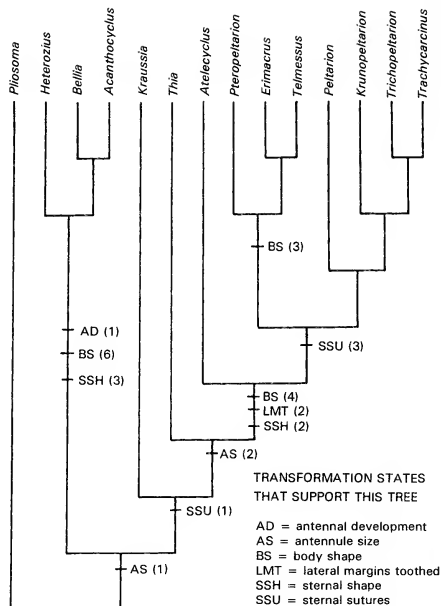 Pliosoma
Heterozius
Bellia
Acanthocyclus
Kraussia
Thia
Atelecyclus
Pteropeltarion
Erimacrus
Telmessus
Peltarion
Krunopeltarion
Trichopeltarion
Trachycarcinus
BS (3)
AD (1)
BS (6)
SSH (3)
SSU (3)
BS (4)
LMT (2)
SSH (2)
AS (2)
SSU (1)
AS (1)
TRANSFORMATION STATES
THAT SUPPORT THIS TREE
AD = antennal development
AS = antennule size
BS = body shape
LMT = lateral margins toothed
SSH = sternal shape
SSU = sternal sutures